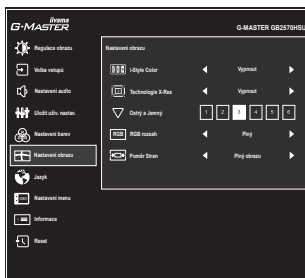 iiyama
G-MASTER
G-MASTER GB2570HSU
Regulace obrazu
Volba vstupů
Nastavení audio
Uložit uživ. nastav.
Nastavení barev
Nastavení obrazu
Jazyk
Nastavení menu
Informace
Reset
Nastavení obrazu
i-Style Color
Vypnout
Technologie X-Res
Vypnout
Ostrý a Jemný
1 2 3 4 5 6
RGB RGB rozsah
Plný
Poměr Stran
Plný obrazu
OSD